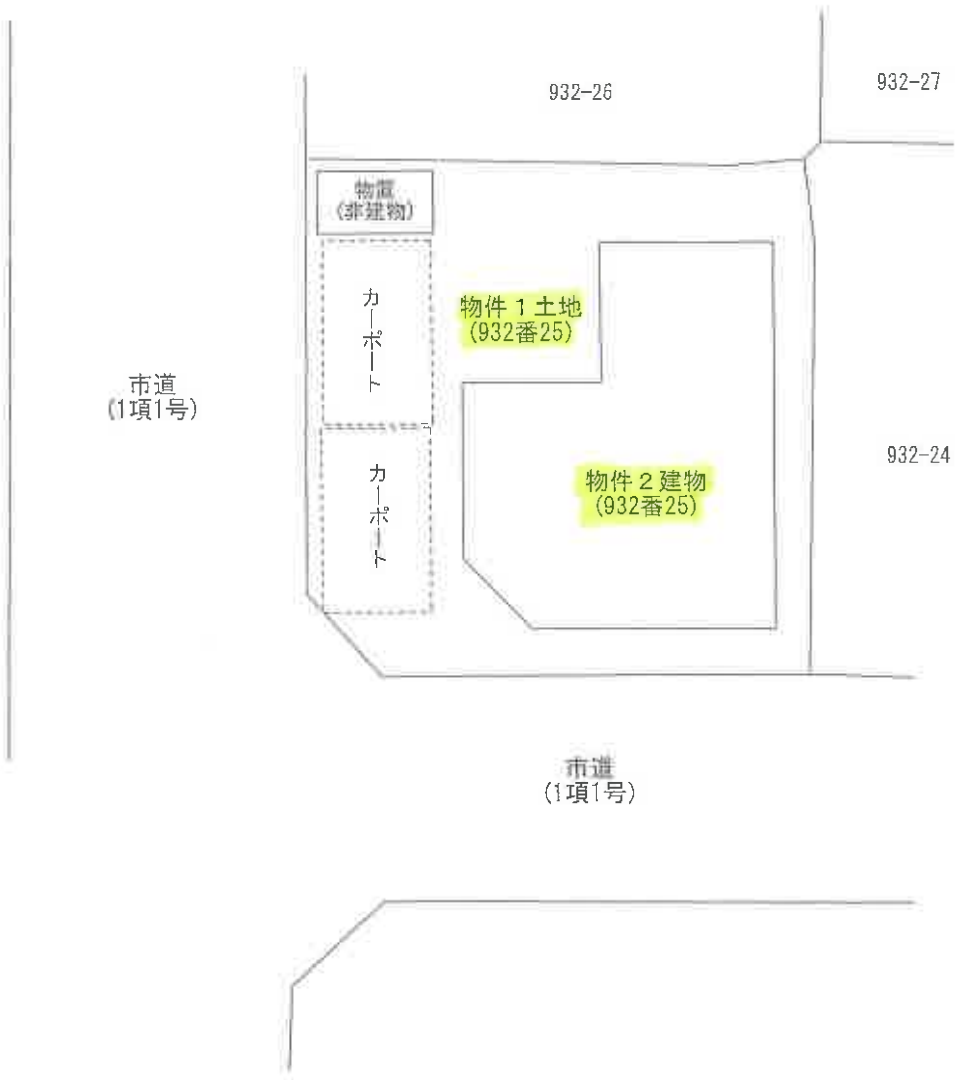 932-26
932-27
物置
(非建物)
カーポート
物件1土地
(932番25)
市道
(1項1号)
932-24
カーポート
物件2建物
(932番25)
市道
(1項1号)